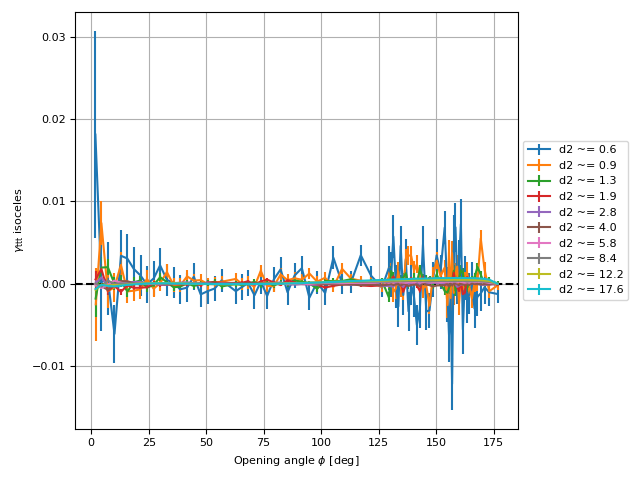 0.03
0.02
0.01
0.00
−0.01
0
25
50
75
100
125
150
175
Opening angle ϕ [deg]
γttt isoceles
d2 ~= 0.6
d2 ~= 0.9
d2 ~= 1.3
d2 ~= 1.9
d2 ~= 2.8
d2 ~= 4.0
d2 ~= 5.8
d2 ~= 8.4
d2 ~= 12.2
d2 ~= 17.6